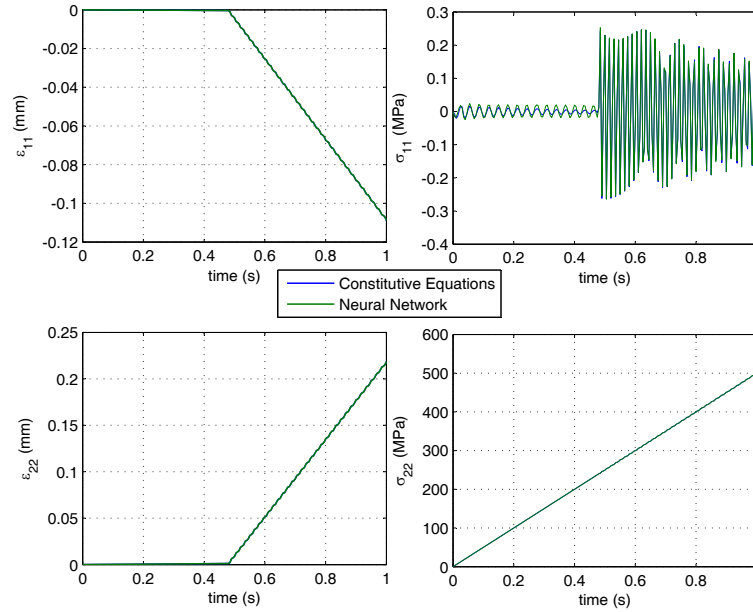 0
-0.02
-0.04
-0.06
-0.08
-0.1
-0.12
ε11 (mm)
0 0.2 0.4 0.6 0.8 1
time (s)
0.3
0.2
0.1
0
-0.1
-0.2
-0.3
-0.4
σ11 (MPa)
0 0.2 0.4 0.6 0.8
time (s)
Constitutive Equations
Neural Network
0.25
0.2
0.15
0.1
0.05
0
ε22 (mm)
0 0.2 0.4 0.6 0.8 1
time (s)
600
500
400
300
200
100
0
σ22 (MPa)
0 0.2 0.4 0.6 0.8
time (s)